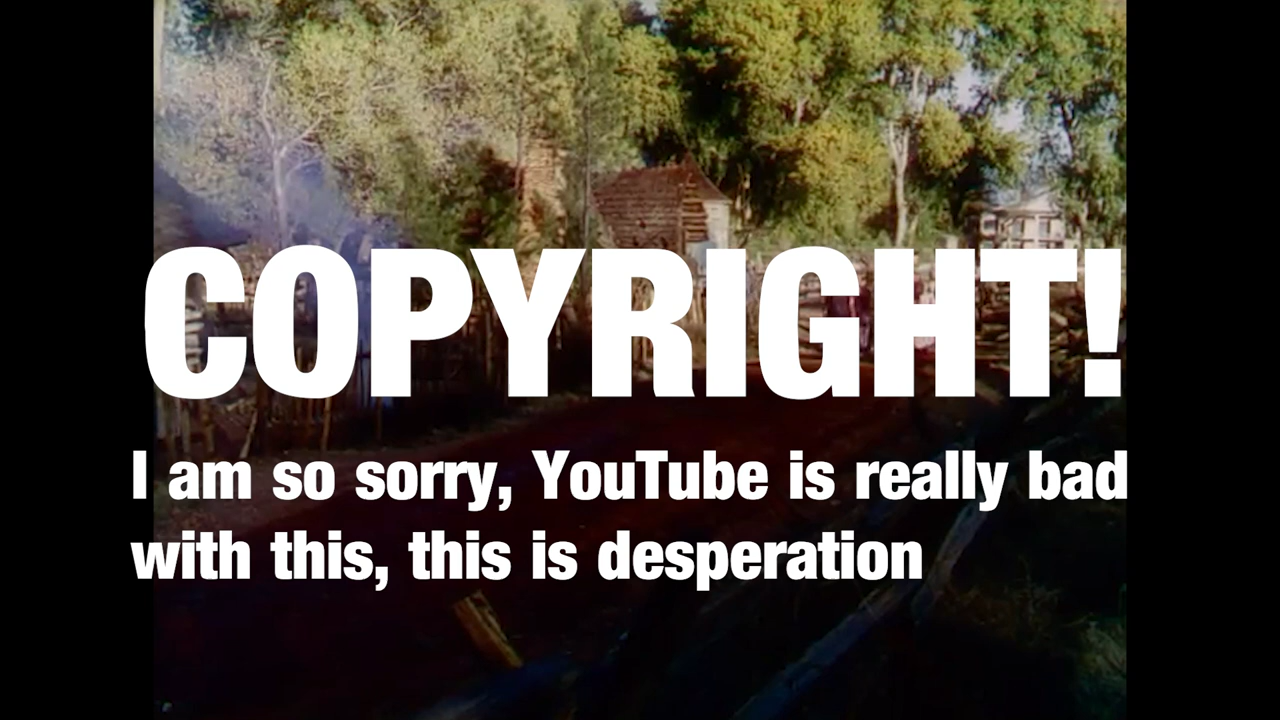 COPYRIGHT!
I am so sorry, YouTube is really bad
with this, this is desperation